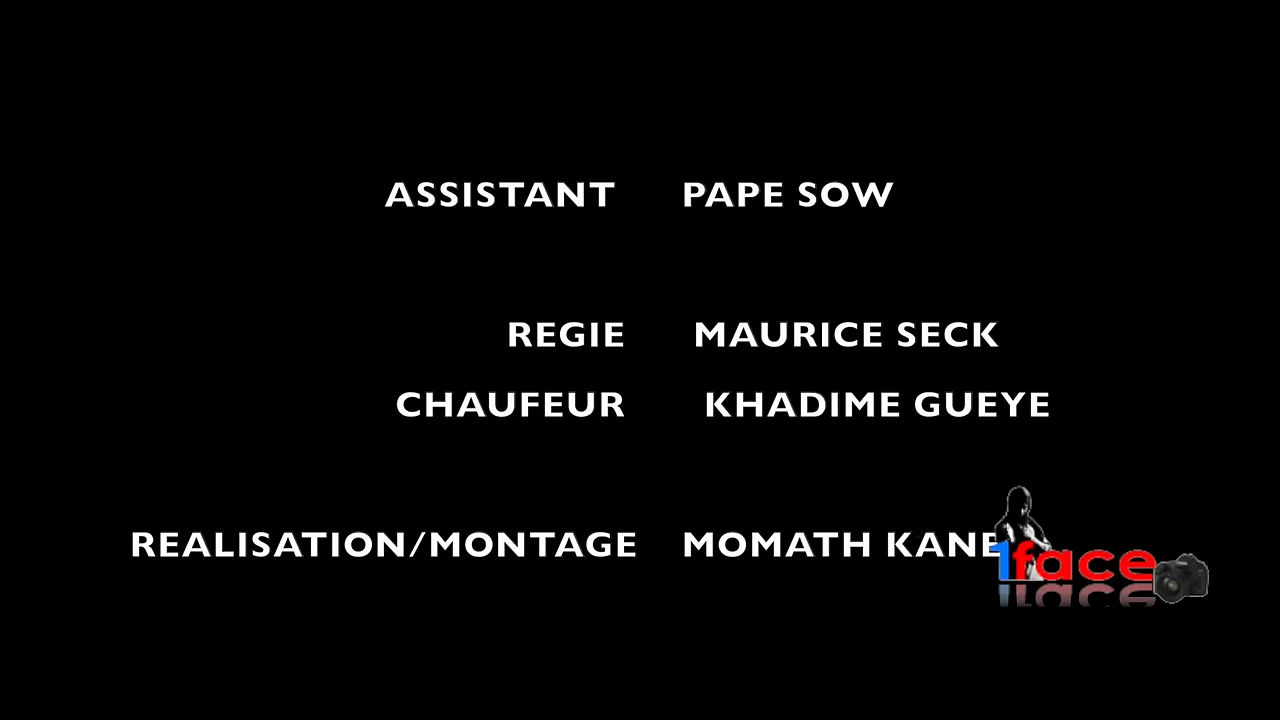 ASSISTANT PAPE SOW
REGIE MAURICE SECK
CHAUFEUR KHADIME GUEYE
REALISATION/MONTAGE MOMATH KANE
1face